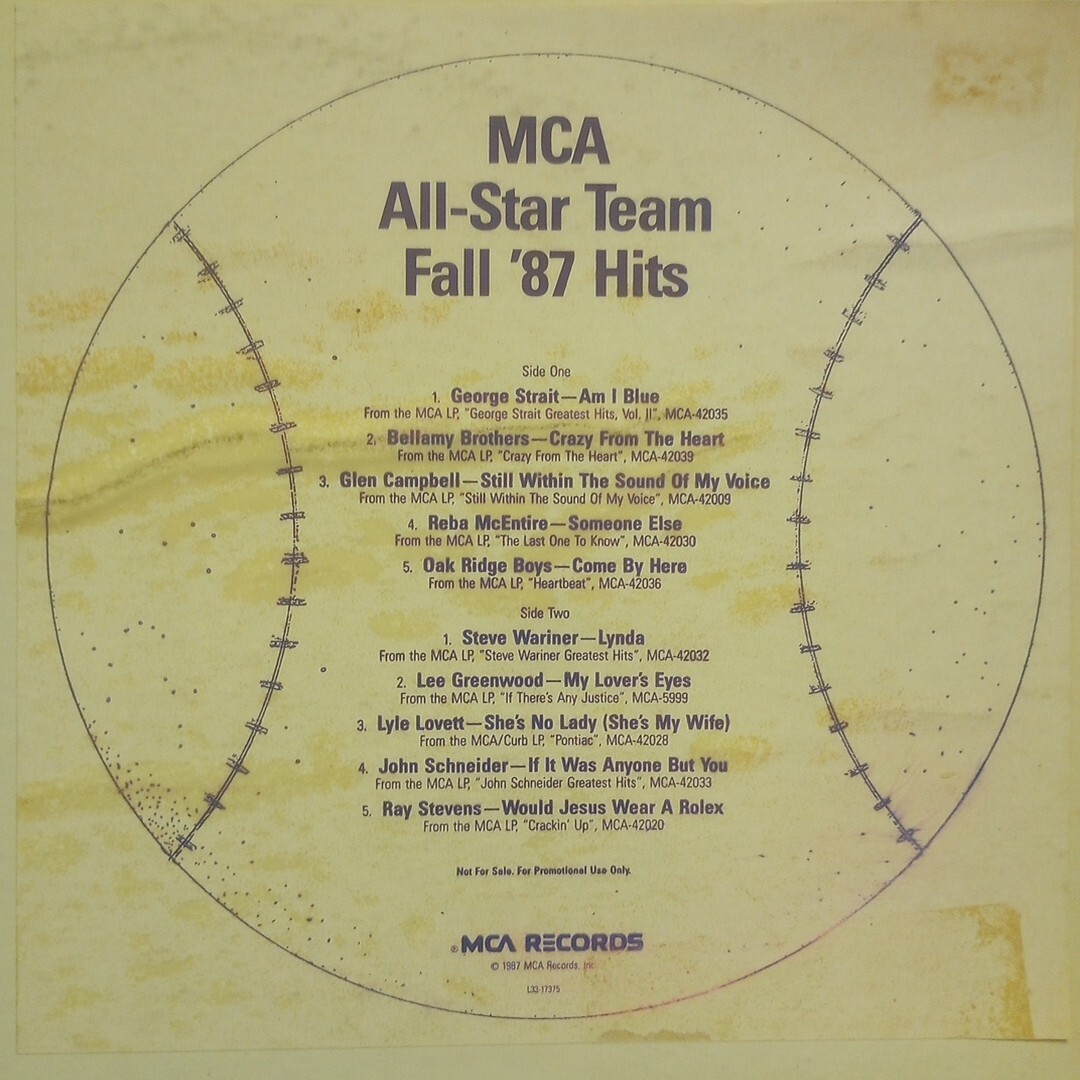 MCA
All-Star Team
Fall '87 Hits
Side One
1. George Strait—Am I Blue
From the MCA LP, "George Strait Greatest Hits, Vol. II", MCA-42035
2. Bellamy Brothers—Crazy From The Heart
From the MCA LP, "Crazy From The Heart", MCA-42039
3. Glen Campbell—Still Within The Sound Of My Voice
From the MCA LP, "Still Within The Sound Of My Voice", MCA-42009
4. Reba McEntire—Someone Else
From the MCA LP, "The Last One To Know", MCA-42030
5. Oak Ridge Boys—Come By Here
From the MCA LP, "Heartbeat", MCA-42036
Side Two
1. Steve Wariner—Lynda
From the MCA LP, "Steve Wariner Greatest Hits", MCA-42032
2. Lee Greenwood—My Lover's Eyes
From the MCA LP, "If There's Any Justice", MCA-5999
3. Lyle Lovett—She's No Lady (She's My Wife)
From the MCA/Curb LP, "Pontiac", MCA-42028
4. John Schneider—If It Was Anyone But You
From the MCA LP, "John Schneider Greatest Hits", MCA-42033
5. Ray Stevens—Would Jesus Wear A Rolex
From the MCA LP, "Crackin' Up", MCA-42020
Not For Sale. For Promotional Use Only.
® MCA RECORDS
© 1987 MCA Records, Inc.
L33-17375